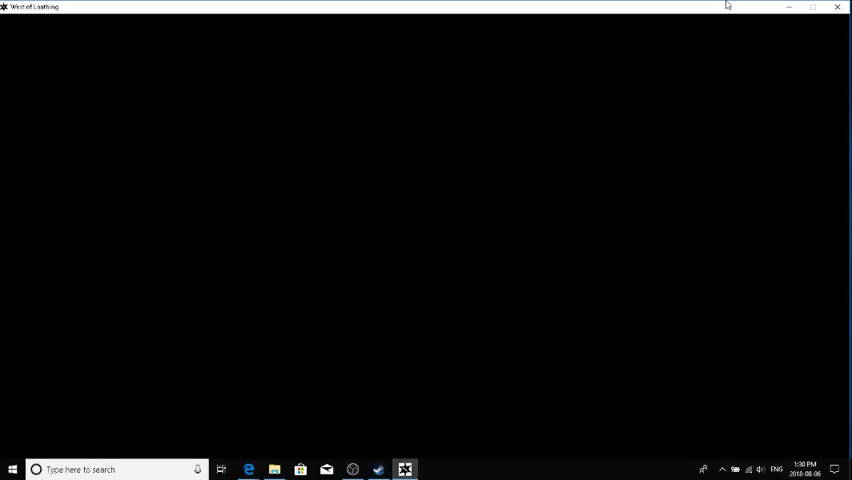 West of Loathing
Type here to search
ENG
1:30 PM
2018-08-06